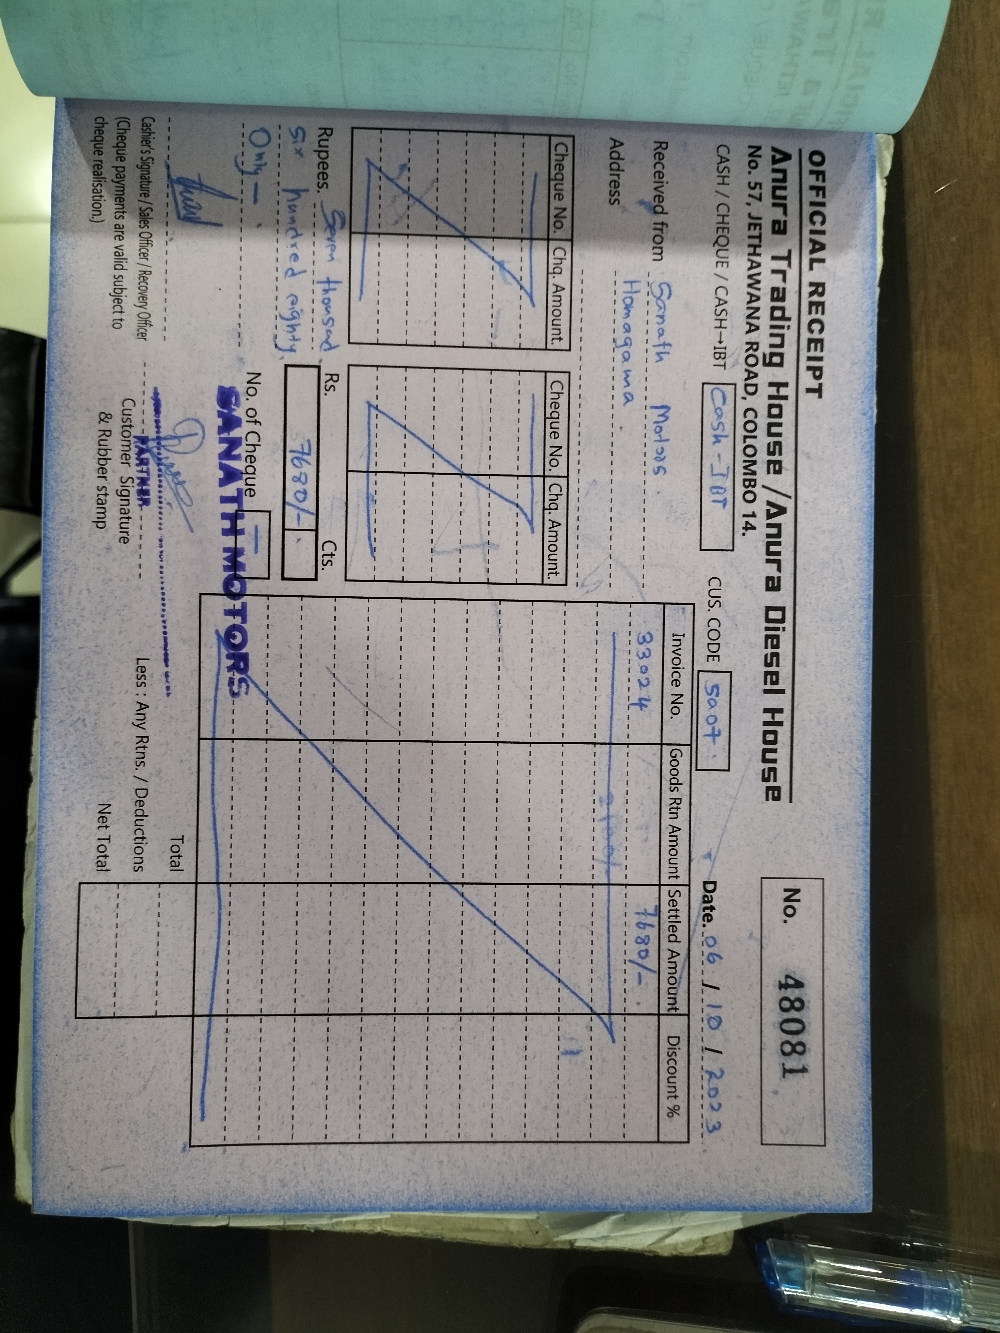 OFFICIAL RECEIPT
Anura Trading House / Anura Diesel House
No. 57, JETHAWANA ROAD, COLOMBO 14.
No. 48081
CASH / CHEQUE / CASH→IBT Cash - IBT
CUS. CODE Sa07
Date. 06 / 10 / 2023
Received from Sanath Motors
Address Homagama
Cheque No. Chq. Amount.
Cheque No. Chq. Amount.
Invoice No. Goods Rtn Amount Settled Amount Discount %
33024 7680/-
Rupees. Seven thousad
six hundred eighty
Only
Rs. Cts.
7680/-
No. of Cheque
SANATH MOTORS
PARTNER
Cashier's Signature / Sales Officer / Recovery Officer
(Cheque payments are valid subject to
cheque realisation.)
Customer Signature
& Rubber stamp
Total
Less : Any Rtns. / Deductions
Net Total